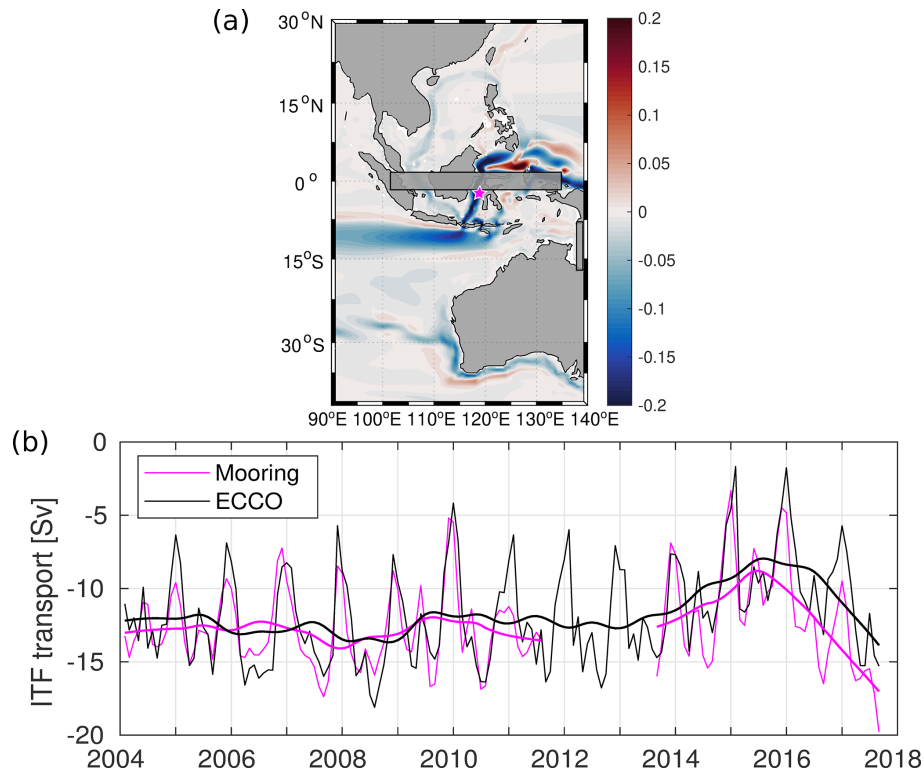 (a)
30°N
15°N
0°
15°S
30°S
90°E 100°E 110°E 120°E 130°E 140°E
0.2
0.15
0.1
0.05
0
-0.05
-0.1
-0.15
-0.2
(b)
ITF transport [Sv]
0
-5
-10
-15
-20
Mooring
ECCO
2004 2006 2008 2010 2012 2014 2016 2018